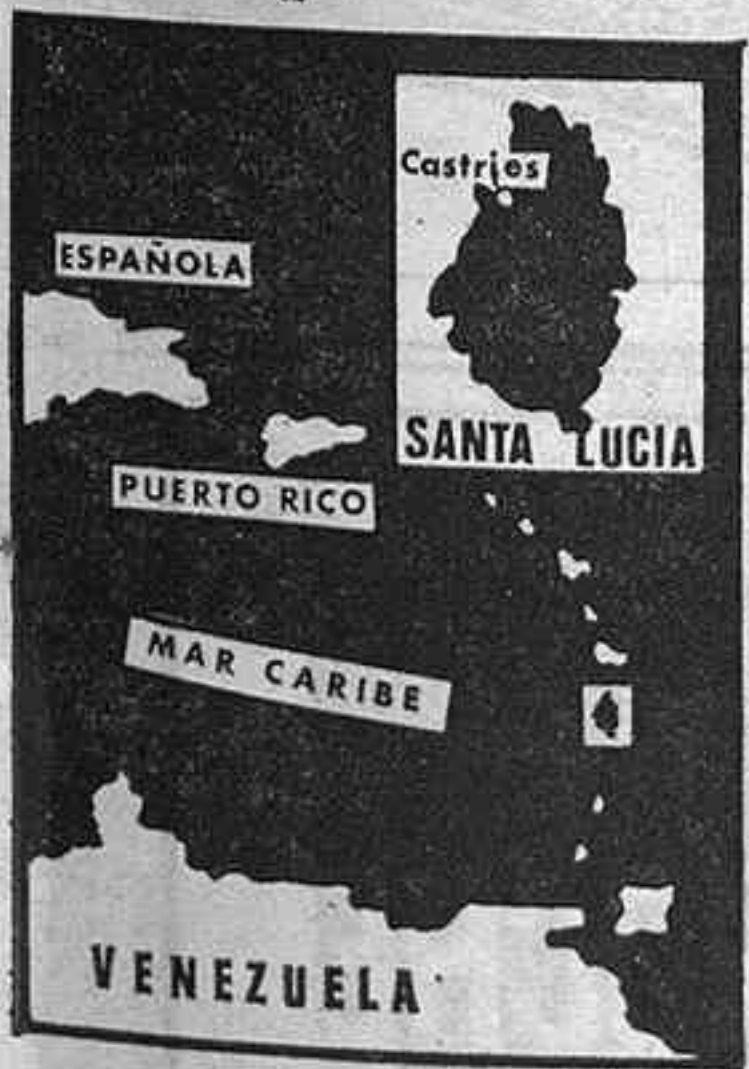 Castries
ESPAÑOLA
SANTA LUCIA
PUERTO RICO
MAR CARIBE
VENEZUELA